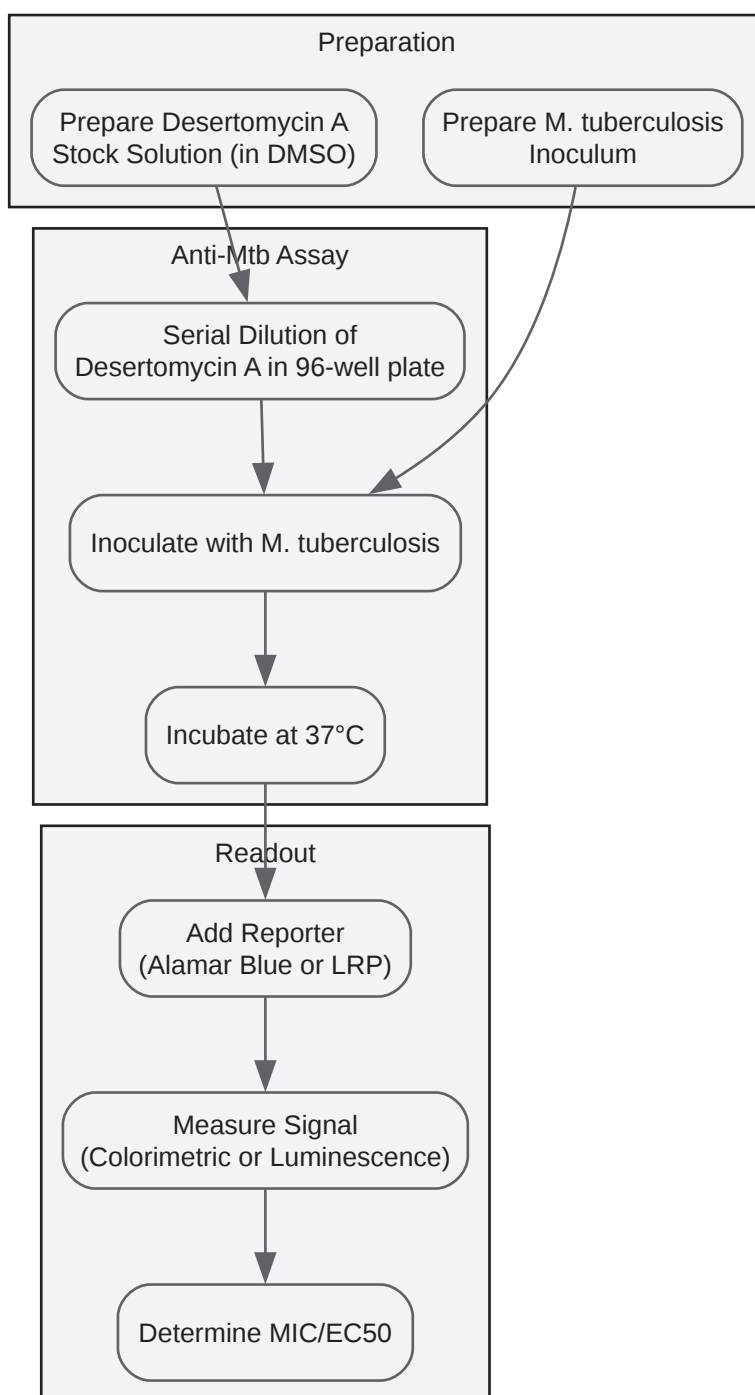 Preparation
Prepare Desertomycin A
Stock Solution (in DMSO)
Prepare M. tuberculosis
Inoculum
Anti-Mtb Assay
Serial Dilution of
Desertomycin A in 96-well plate
Inoculate with M. tuberculosis
Incubate at 37°C
Readout
Add Reporter
(Alamar Blue or LRP)
Measure Signal
(Colorimetric or Luminescence)
Determine MIC/EC50